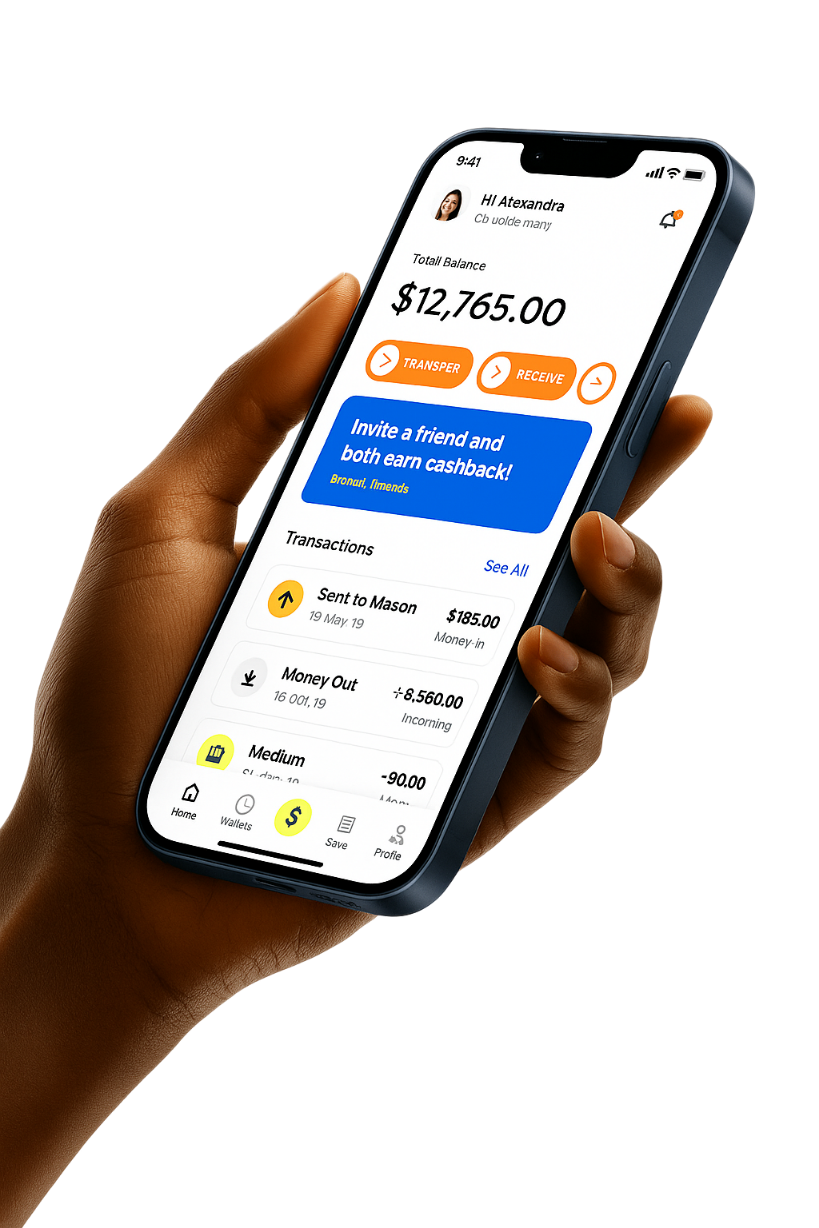 9:41
HI Atexandra
Cb uolde many
Totall Balance
$12,765.00
TRANSPER
RECEIVE
Invite a friend and
both earn cashback!
Bronail, fimends
Transactions
See All
Sent to Mason
$185.00
19 May. 19
Money-in
Money Out
÷8,560.00
16 001, 19
Incorning
Medium
-90.00
Home
Wallets
$
Save
Profle